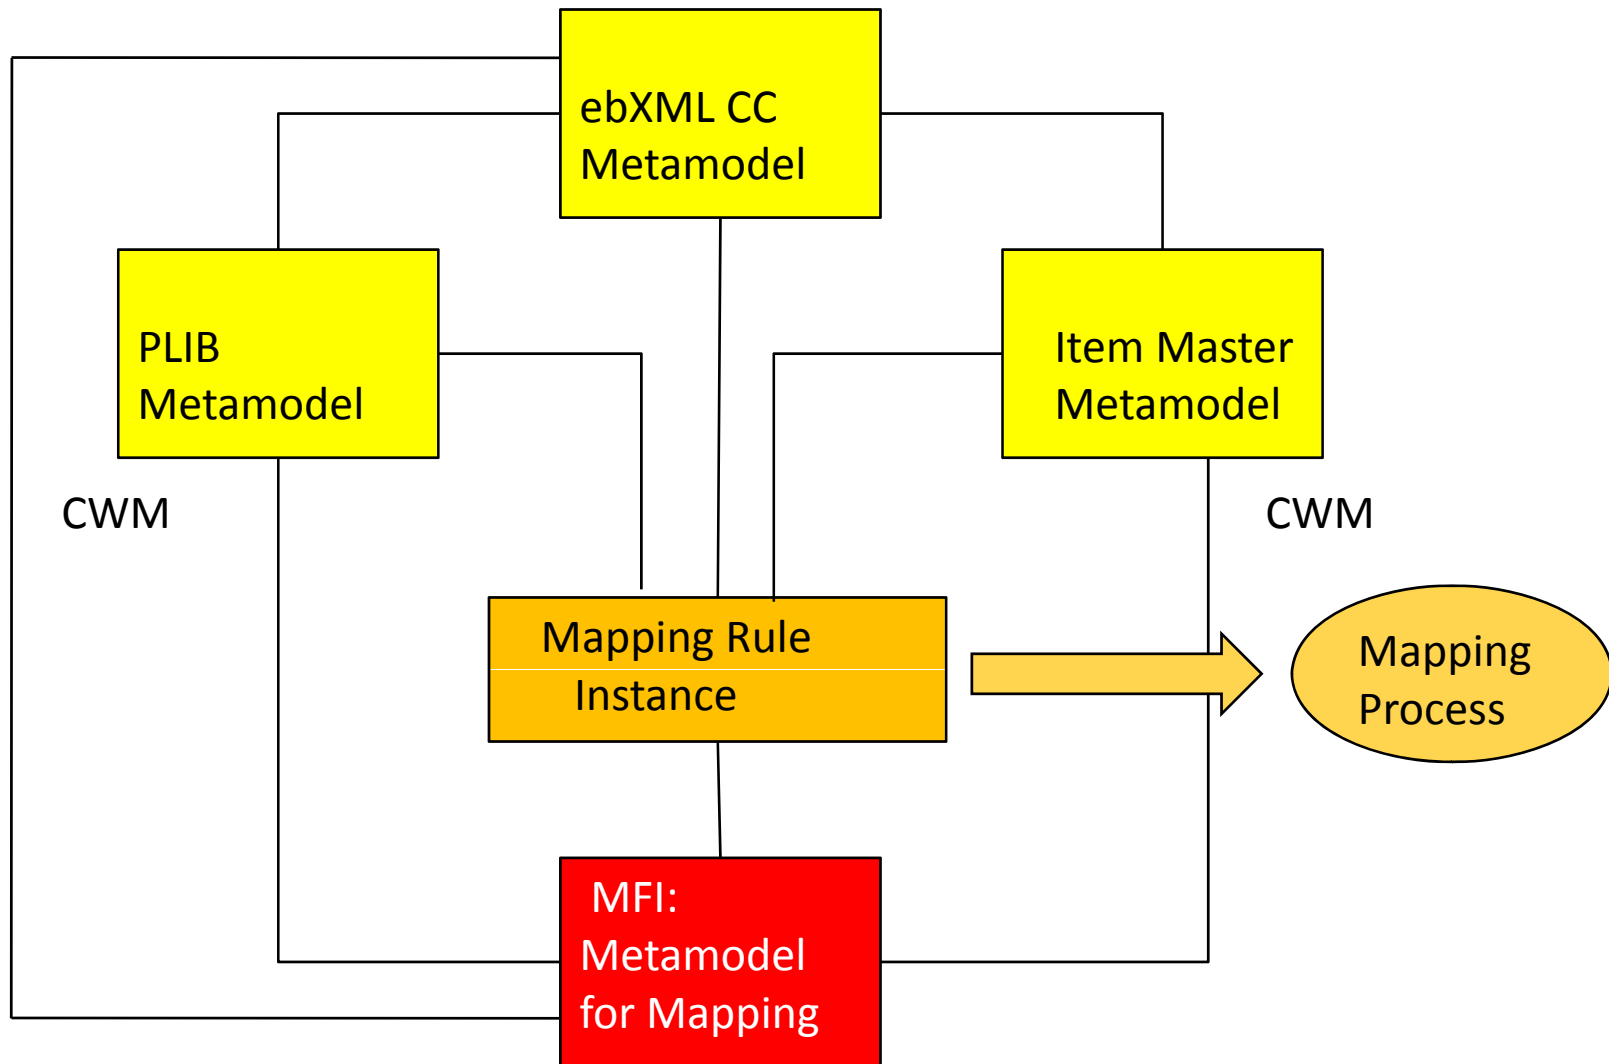 ebXML CC
Metamodel
PLIB
Metamodel
Item Master
Metamodel
CWM
CWM
Mapping Rule
Instance
Mapping
Process
MFI:
Metamodel
for Mapping